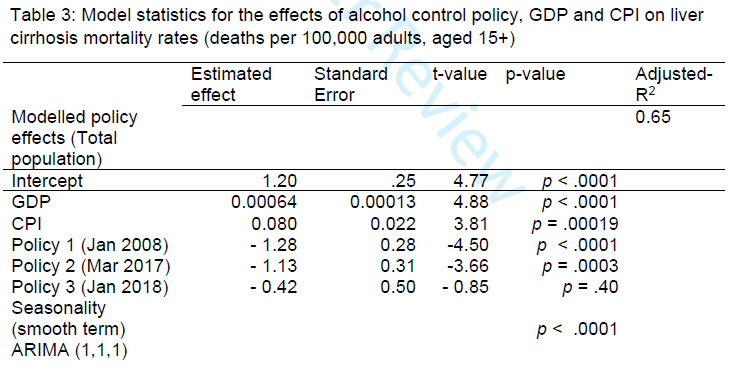 Table 3: Model statistics for the effects of alcohol control policy, GDP and CPI on liver
cirrhosis mortality rates (deaths per 100,000 adults, aged 15+)
Estimated effect Standard Error t-value p-value Adjusted-R²
Modelled policy effects (Total population) 0.65
Intercept 1.20 .25 4.77 p < .0001
GDP 0.00064 0.00013 4.88 p < .0001
CPI 0.080 0.022 3.81 p = .00019
Policy 1 (Jan 2008) - 1.28 0.28 -4.50 p < .0001
Policy 2 (Mar 2017) - 1.13 0.31 -3.66 p = .0003
Policy 3 (Jan 2018) - 0.42 0.50 - 0.85 p = .40
Seasonality
(smooth term) p < .0001
ARIMA (1,1,1)
Review